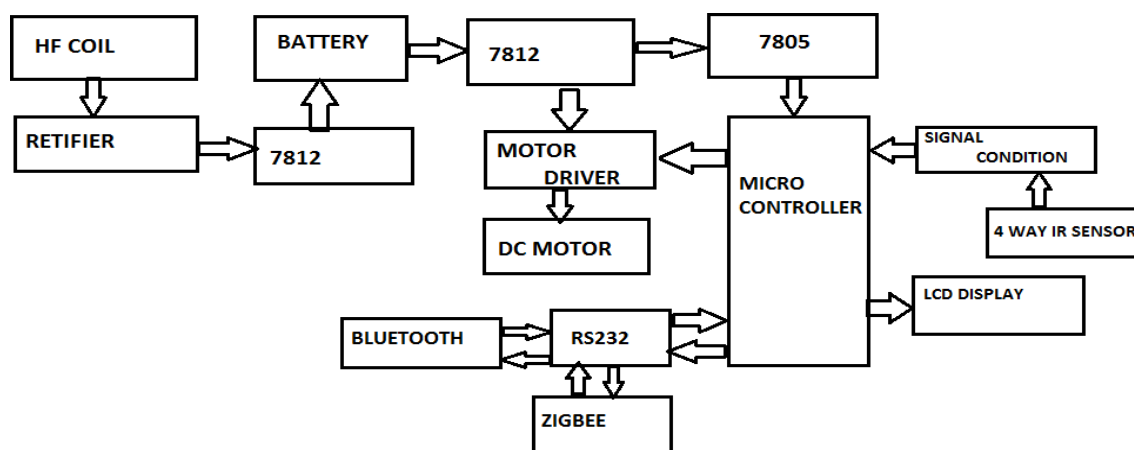 HF COIL
BATTERY
7812
7805
RETIFIER
7812
MOTOR
DRIVER
MICRO
CONTROLLER
SIGNAL
CONDITION
4 WAY IR SENSOR
DC MOTOR
LCD DISPLAY
BLUETOOTH
RS232
ZIGBEE